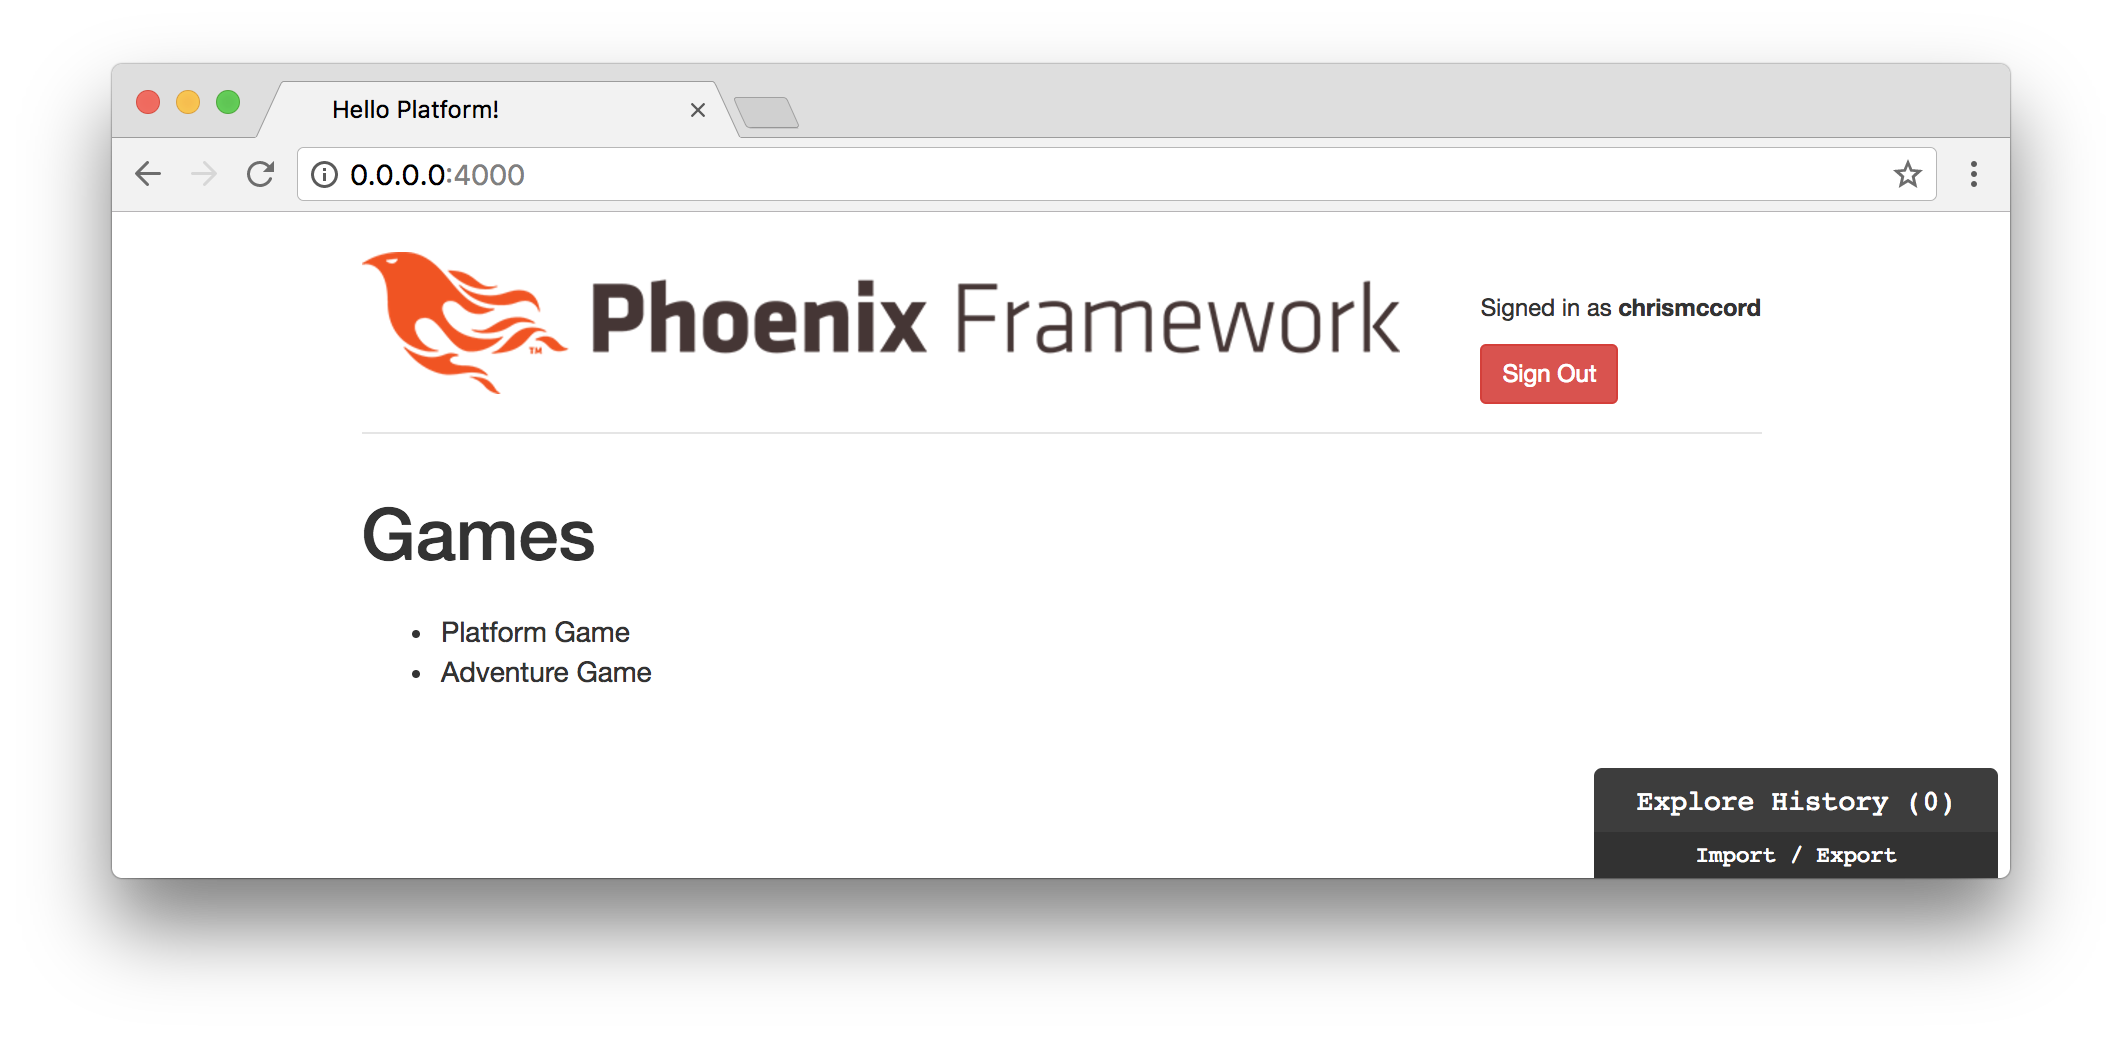 Hello Platform!
0.0.0.0:4000
Phoenix Framework
TM
Signed in as chrismccord
Sign Out
Games
• Platform Game
• Adventure Game
Explore History (0)
Import / Export